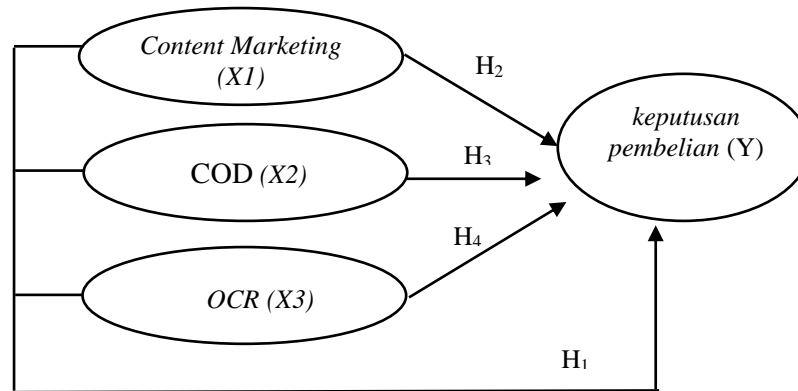 Content Marketing
(X1)
H₂
keputusan
pembelian (Y)
COD (X2)
H₃
H₄
OCR (X3)
H₁